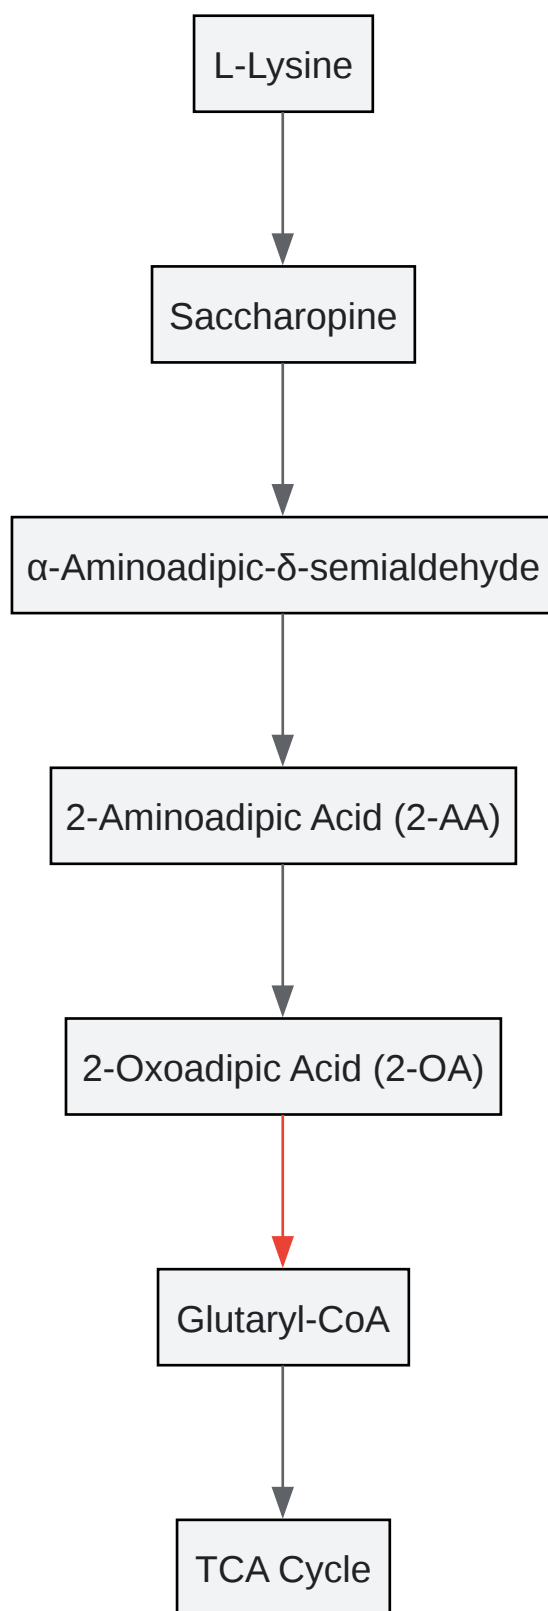 L-Lysine
Saccharopine
α-Aminoadipic-δ-semialdehyde
2-Aminoadipic Acid (2-AA)
2-Oxoadipic Acid (2-OA)
Glutaryl-CoA
TCA Cycle